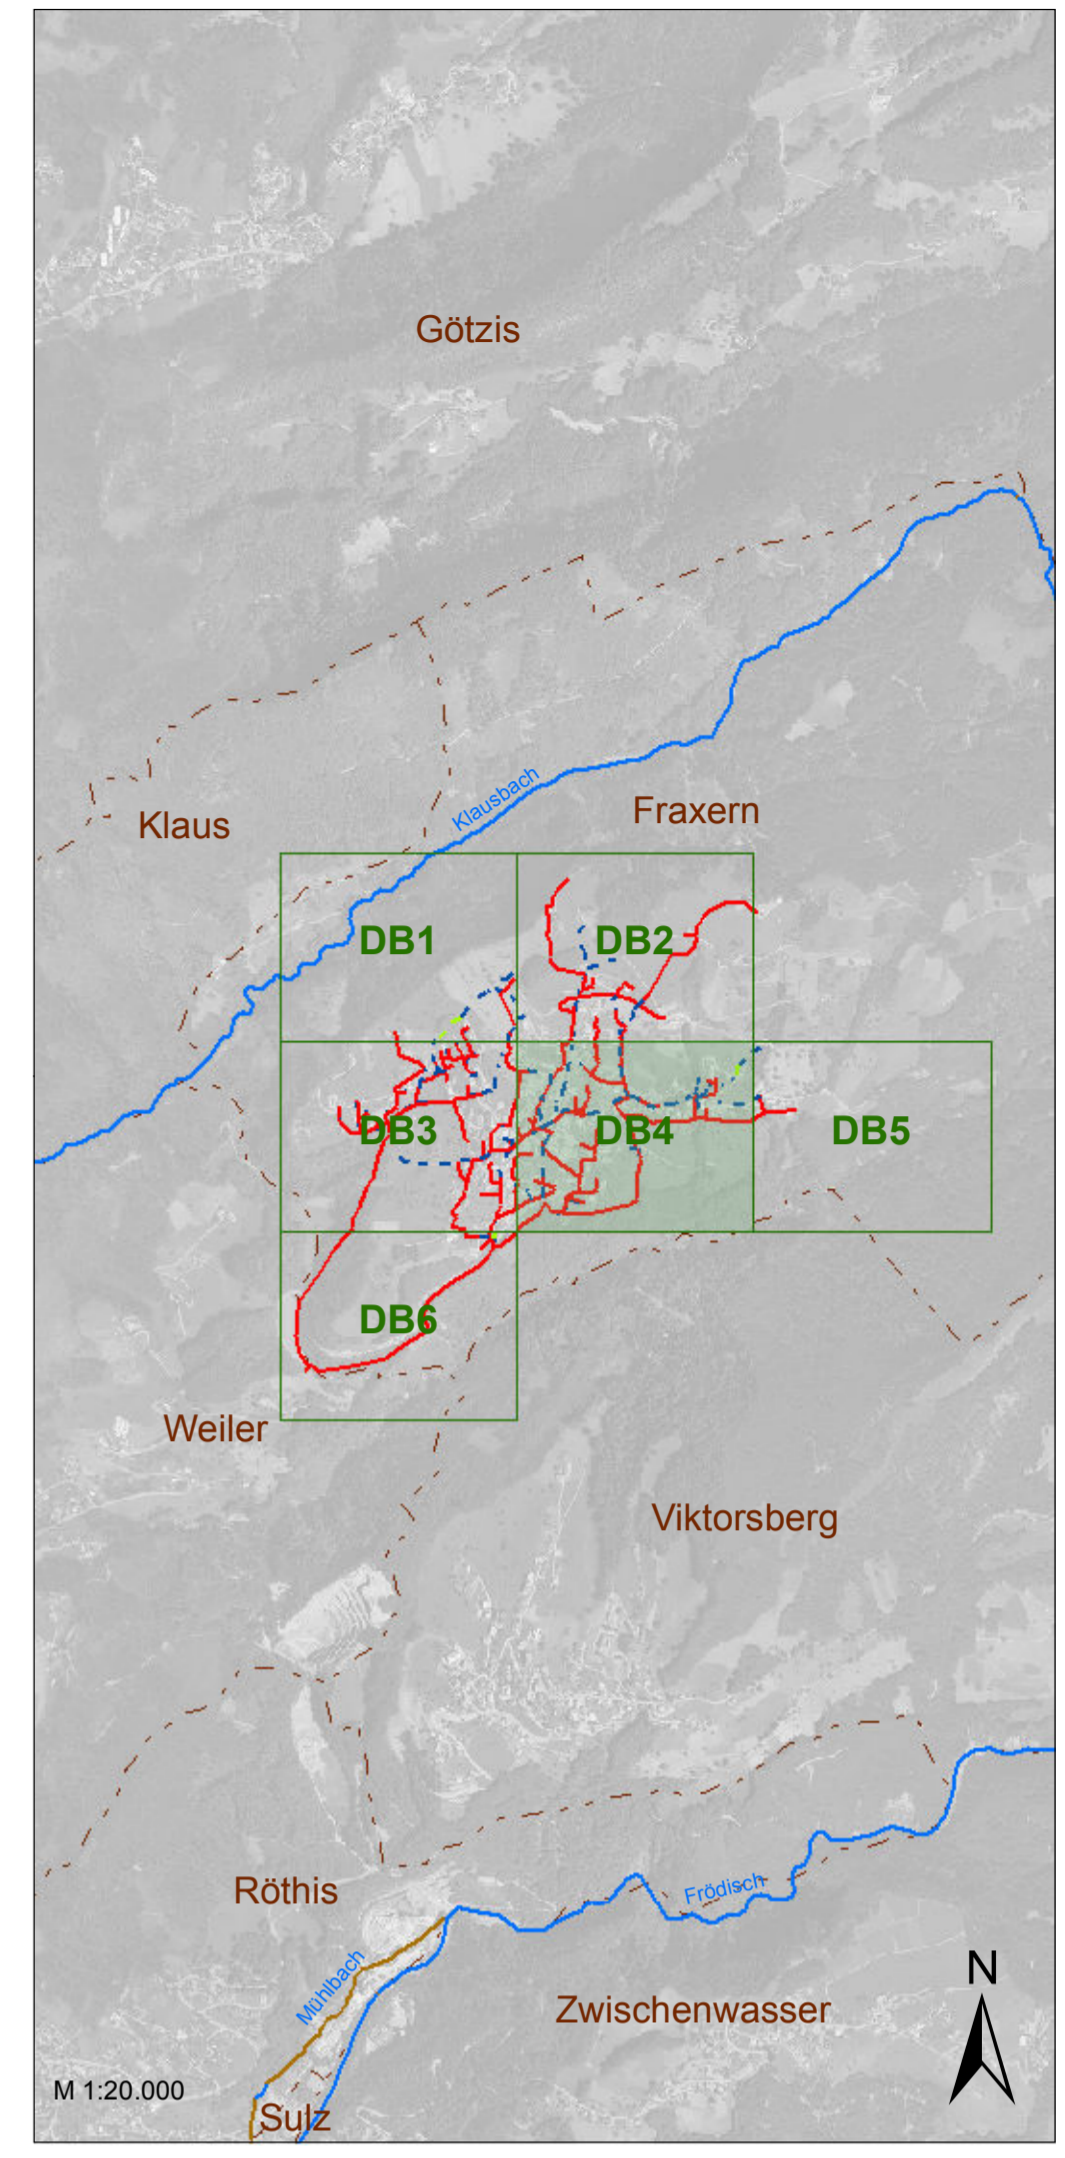 Götzis
Klausbach
Fraxern
Klaus
DB1
DB2
DB3
DB4
DB5
DB6
Weiler
Viktorsberg
Röthis
Frödisch
Mühlbach
N
Zwischenwasser
M 1:20.000
Sulz